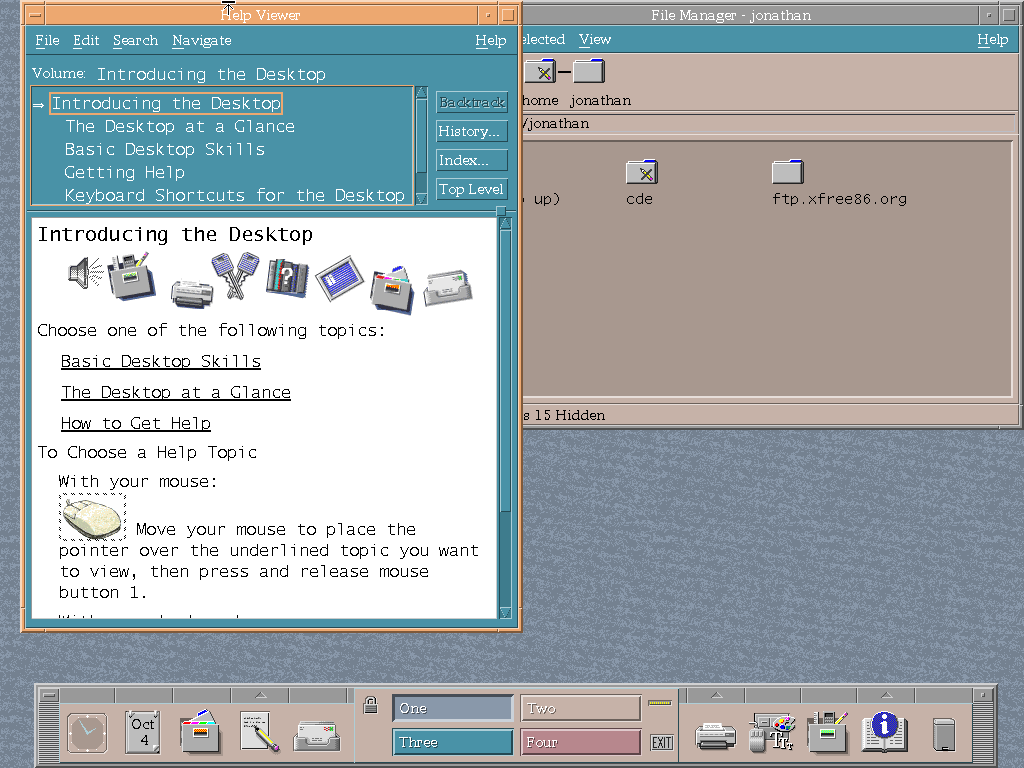 Help Viewer
File Edit Search Navigate Help
Volume: Introducing the Desktop
⇒ Introducing the Desktop
The Desktop at a Glance
Basic Desktop Skills
Getting Help
Keyboard Shortcuts for the Desktop
Backtrack
History...
Index...
Top Level
Introducing the Desktop
Choose one of the following topics:
Basic Desktop Skills
The Desktop at a Glance
How to Get Help
To Choose a Help Topic
With your mouse:
Move your mouse to place the
pointer over the underlined topic you want
to view, then press and release mouse
button 1.
File Manager - jonathan
elected View Help
home jonathan
/jonathan
up) cde ftp.xfree86.org
s 15 Hidden
Oct
4
One Two
Three Four
EXIT